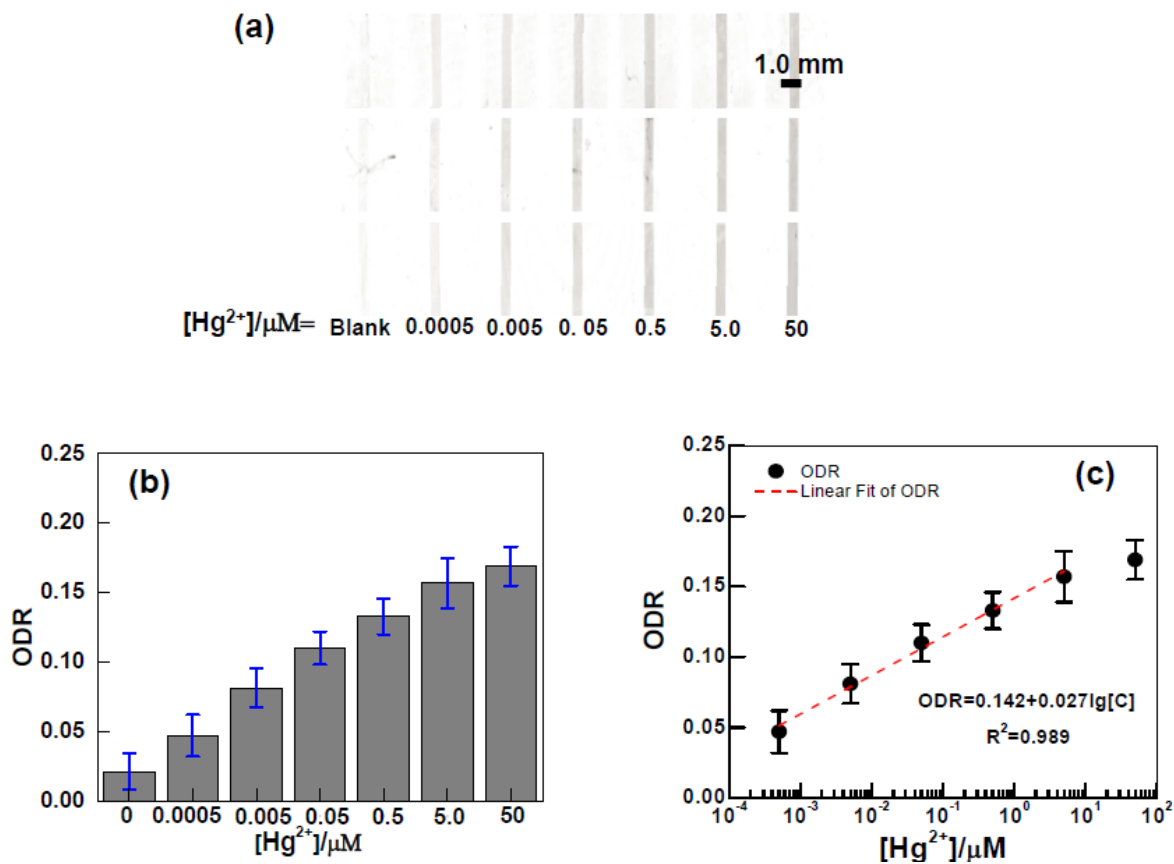 (a)
1.0 mm
[Hg²⁺]/μM= Blank 0.0005 0.005 0. 05 0.5 5.0 50
(b)
0.25
0.20
0.15
0.10
0.05
0.00
ODR
0 0.0005 0.005 0.05 0.5 5.0 50
[Hg²⁺]/μM
(c)
ODR
Linear Fit of ODR
0.25
0.20
0.15
0.10
0.05
0.00
ODR
ODR=0.142+0.027lg[C]
R²=0.989
10⁻⁴ 10⁻³ 10⁻² 10⁻¹ 10⁰ 10¹ 10²
[Hg²⁺]/μM